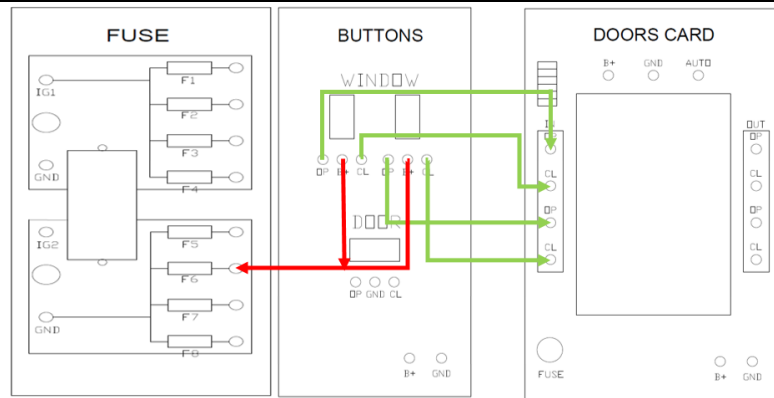 FUSE
IG1
GND
F1
F2
F3
F4
IG2
GND
F5
F6
F7
F8
BUTTONS
WINDOW
OP B+ CL OP B+ CL
DOOR
OP GND CL
B+ GND
DOORS CARD
B+ GND AUTO
IN
OP
CL
OP
CL
OUT
OP
CL
OP
CL
FUSE
B+ GND